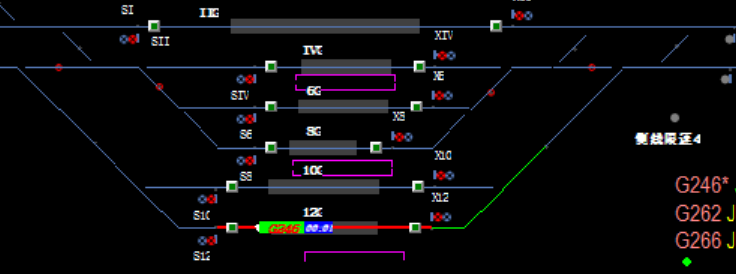 SI
IIG
SII
XIV
IVG
X6
SIV
6G
X8
S6
8G
X10
S8
10G
侧线限速4
X12
G246* J
S10
12G
G262 J
G246 00.01
G266 J
S12